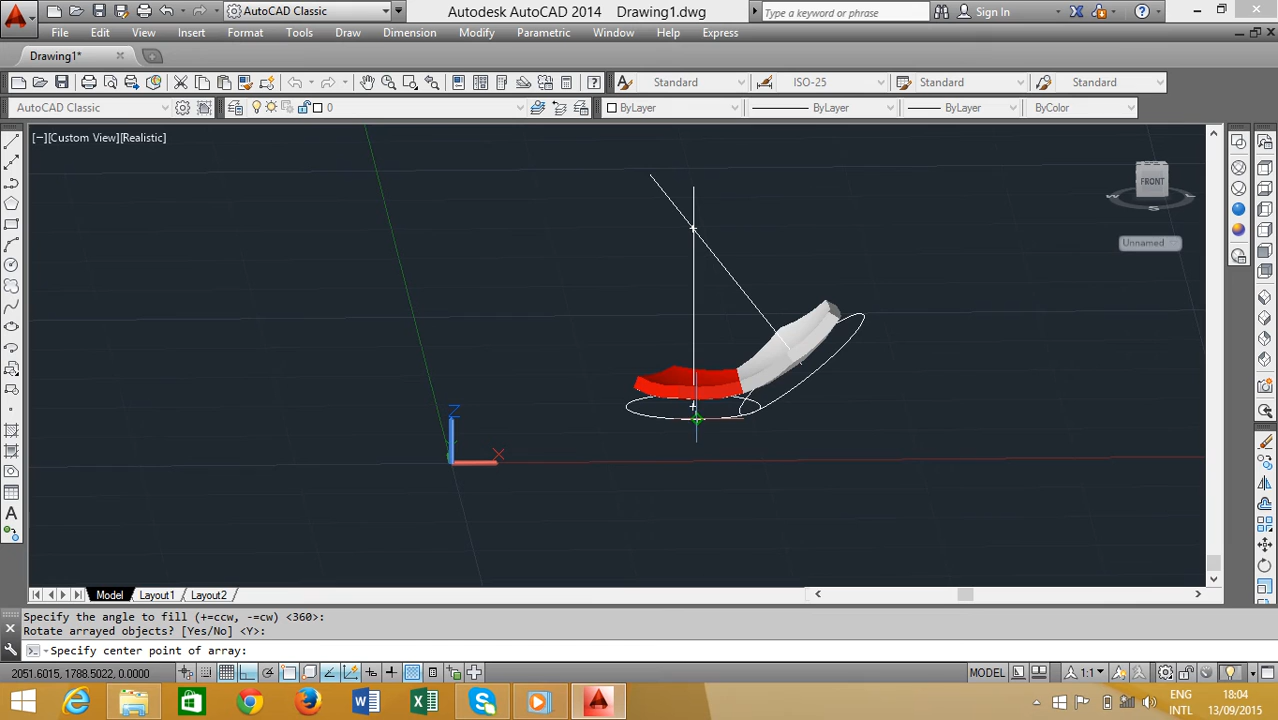 AutoCAD Classic
Autodesk AutoCAD 2014 Drawing1.dwg
Type a keyword or phrase
Sign In
File Edit View Insert Format Tools Draw Dimension Modify Parametric Window Help Express
Drawing1*
Standard ISO-25 Standard Standard
AutoCAD Classic 0 ByLayer ByLayer ByLayer ByColor
[−][Custom View][Realistic]
FRONT
W
S
Unnamed
Z
X
A
Model Layout1 Layout2
Specify the angle to fill (+=ccw, -=cw) <360>:
Rotate arrayed objects? [Yes/No] <Y>:
Specify center point of array:
2051.6015, 1788.5022, 0.0000
MODEL
1:1
ENG
INTL
18:04
13/09/2015